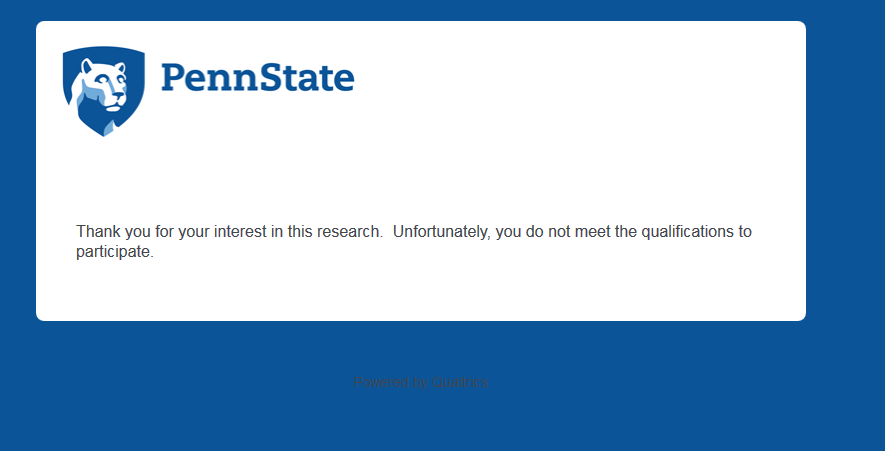 PennState
Thank you for your interest in this research.  Unfortunately, you do not meet the qualifications to
participate.
Powered by Qualtrics